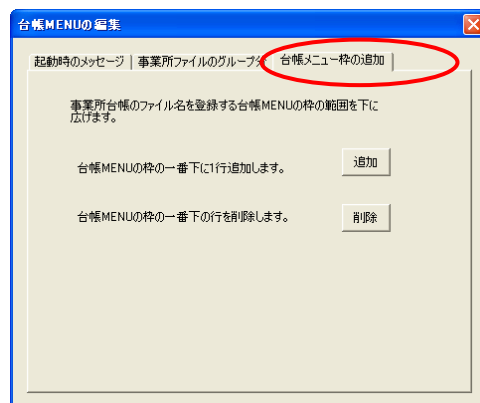 台帳MENUの編集
起動時のメッセージ
事業所ファイルのグループ
台帳メニュー枠の追加
事業所台帳のファイル名を登録する台帳MENUの枠の範囲を下に
広げます。
台帳MENUの枠の一番下に1行追加します。
追加
台帳MENUの枠の一番下の行を削除します。
削除